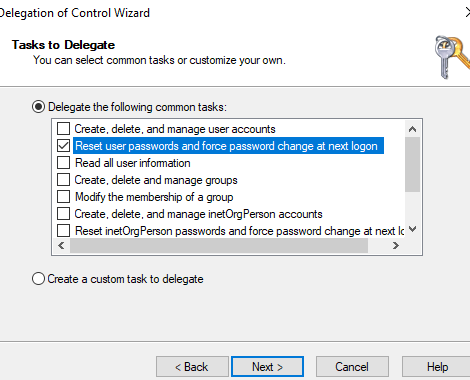 Delegation of Control Wizard
Tasks to Delegate
You can select common tasks or customize your own.
Delegate the following common tasks:
Create, delete, and manage user accounts
Reset user passwords and force password change at next logon
Read all user information
Create, delete and manage groups
Modify the membership of a group
Create, delete, and manage inetOrgPerson accounts
Reset inetOrgPerson passwords and force password change at next lo
Create a custom task to delegate
< Back Next > Cancel Help